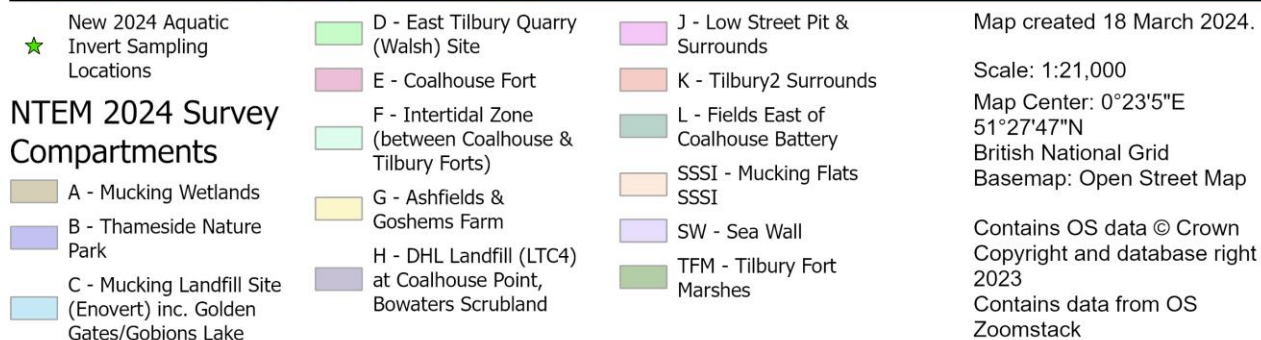 New 2024 Aquatic
Invert Sampling
Locations
NTEM 2024 Survey
Compartments
A - Mucking Wetlands
B - Thameside Nature
Park
C - Mucking Landfill Site
(Enovert) inc. Golden
Gates/Gobions Lake
D - East Tilbury Quarry
(Walsh) Site
E - Coalhouse Fort
F - Intertidal Zone
(between Coalhouse &
Tilbury Forts)
G - Ashfields &
Goshems Farm
H - DHL Landfill (LTC4)
at Coalhouse Point,
Bowaters Scrubland
J - Low Street Pit &
Surrounds
K - Tilbury2 Surrounds
L - Fields East of
Coalhouse Battery
SSSI - Mucking Flats
SSSI
SW - Sea Wall
TFM - Tilbury Fort
Marshes
Map created 18 March 2024.
Scale: 1:21,000
Map Center: 0°23'5"E
51°27'47"N
British National Grid
Basemap: Open Street Map
Contains OS data © Crown
Copyright and database right
2023
Contains data from OS
Zoomstack